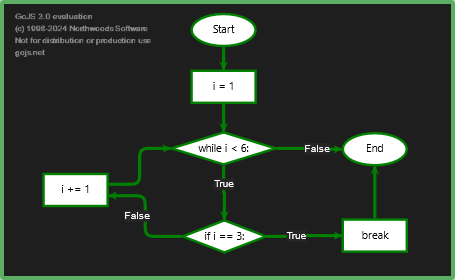 GoJS 3.0 evaluation
(c) 1998-2024 Northwoods Software
Not for distribution or production use
gojs.net
Start
i = 1
while i < 6:
False
End
True
i += 1
False
if i == 3:
True
break